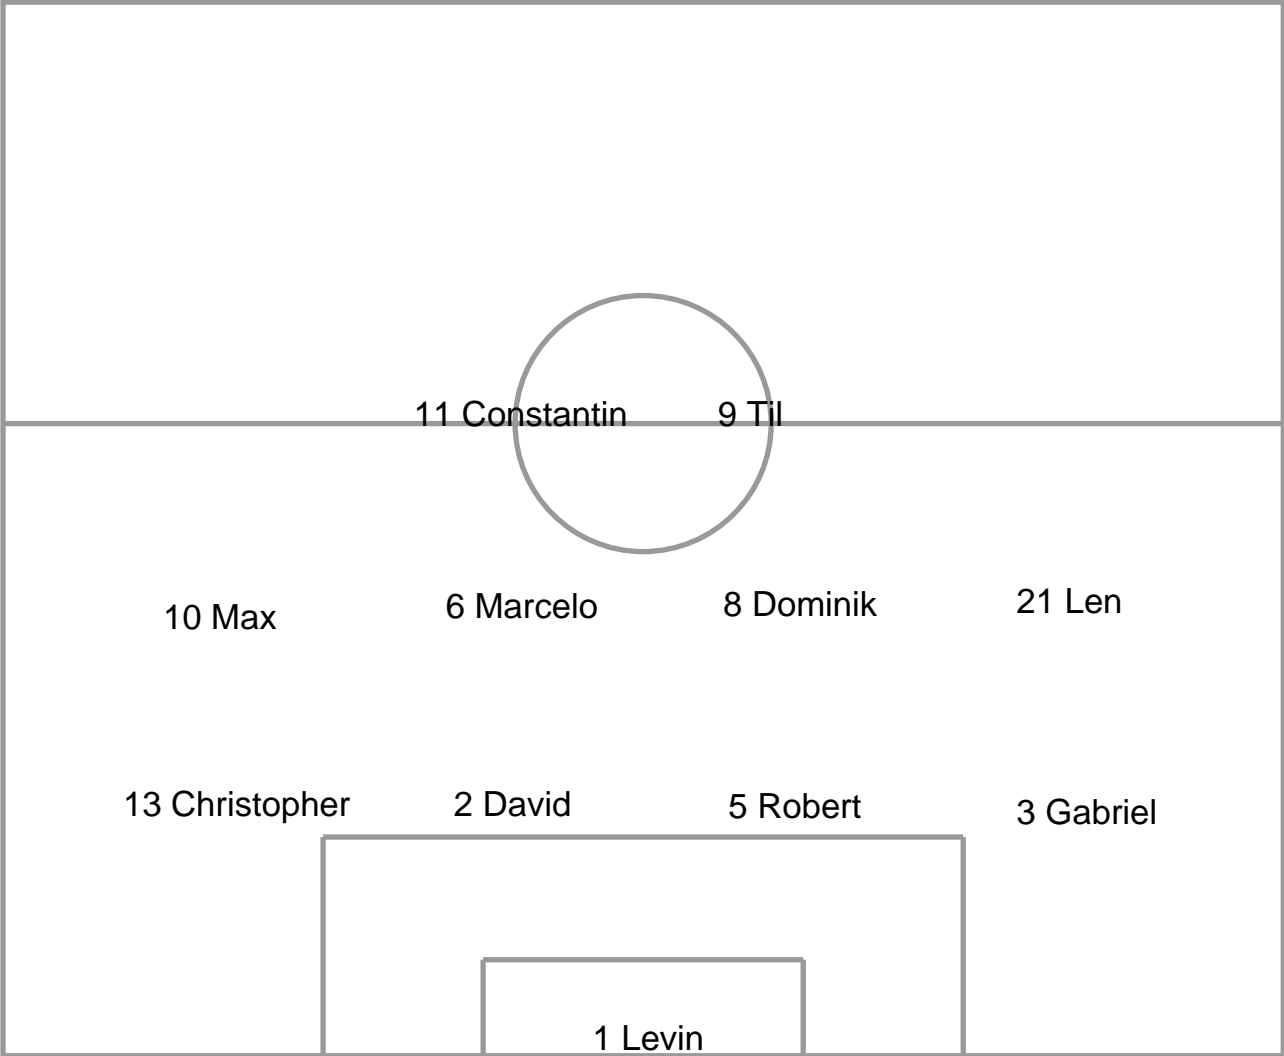 11 Constantin
9 Til
10 Max
6 Marcelo
8 Dominik
21 Len
13 Christopher
2 David
5 Robert
3 Gabriel
1 Levin